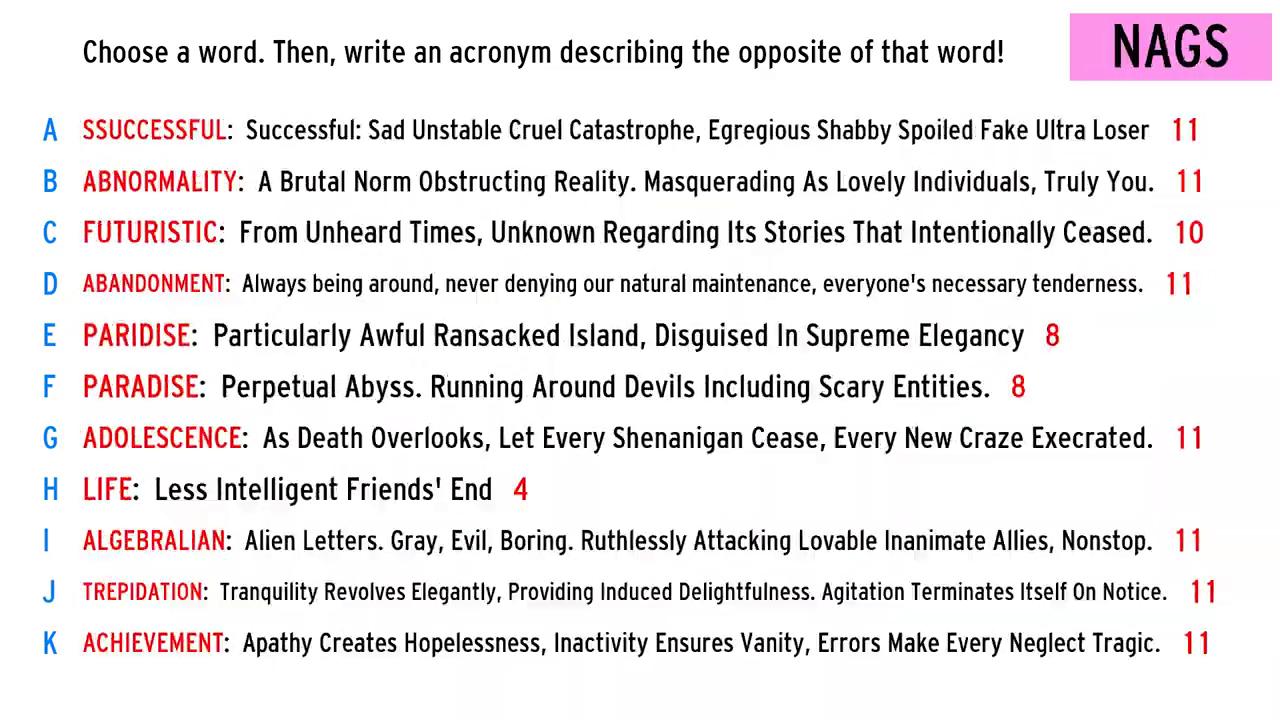 Choose a word. Then, write an acronym describing the opposite of that word!
NAGS
A SSUCCESSFUL: Successful: Sad Unstable Cruel Catastrophe, Egregious Shabby Spoiled Fake Ultra Loser 11
B ABNORMALITY: A Brutal Norm Obstructing Reality. Masquerading As Lovely Individuals, Truly You. 11
C FUTURISTIC: From Unheard Times, Unknown Regarding Its Stories That Intentionally Ceased. 10
D ABANDONMENT: Always being around, never denying our natural maintenance, everyone's necessary tenderness. 11
E PARIDISE: Particularly Awful Ransacked Island, Disguised In Supreme Elegancy 8
F PARADISE: Perpetual Abyss. Running Around Devils Including Scary Entities. 8
G ADOLESCENCE: As Death Overlooks, Let Every Shenanigan Cease, Every New Craze Execrated. 11
H LIFE: Less Intelligent Friends' End 4
I ALGEBRALIAN: Alien Letters. Gray, Evil, Boring. Ruthlessly Attacking Lovable Inanimate Allies, Nonstop. 11
J TREPIDATION: Tranquility Revolves Elegantly, Providing Induced Delightfulness. Agitation Terminates Itself On Notice. 11
K ACHIEVEMENT: Apathy Creates Hopelessness, Inactivity Ensures Vanity, Errors Make Every Neglect Tragic. 11